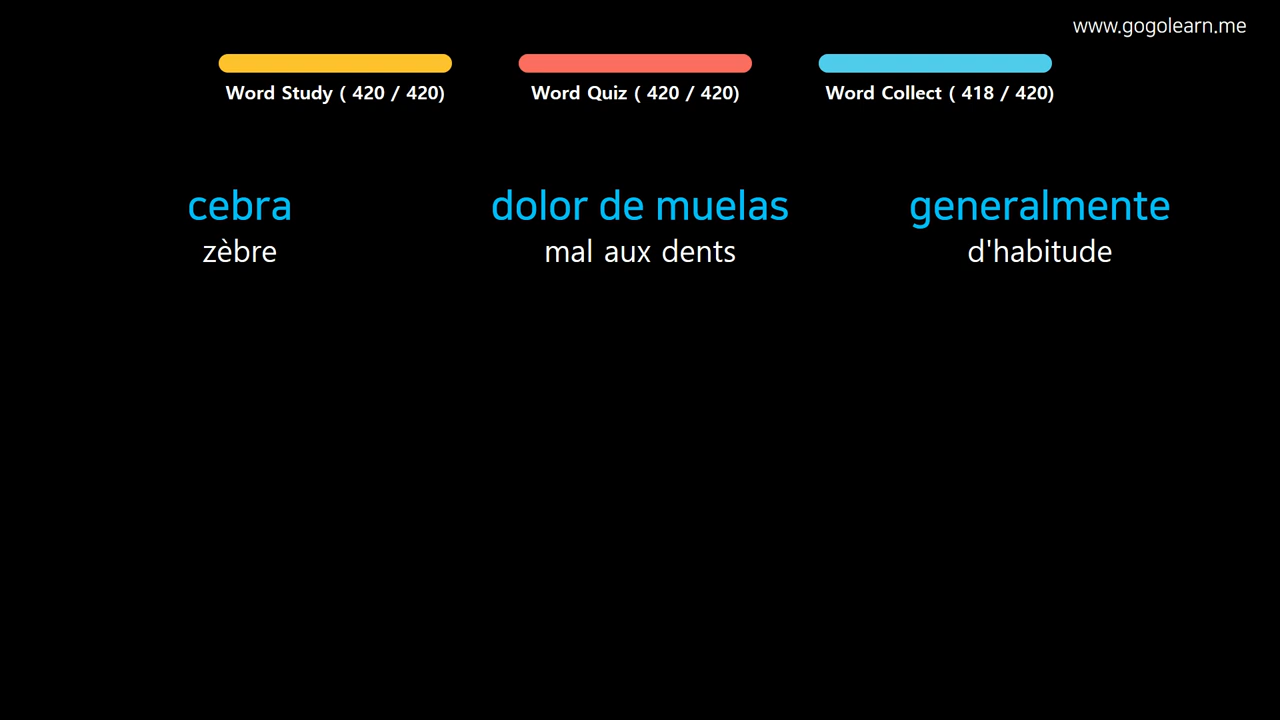 www.gogolearn.me
Word Study ( 420 / 420)
Word Quiz ( 420 / 420)
Word Collect ( 418 / 420)
cebra
zèbre
dolor de muelas
mal aux dents
generalmente
d'habitude